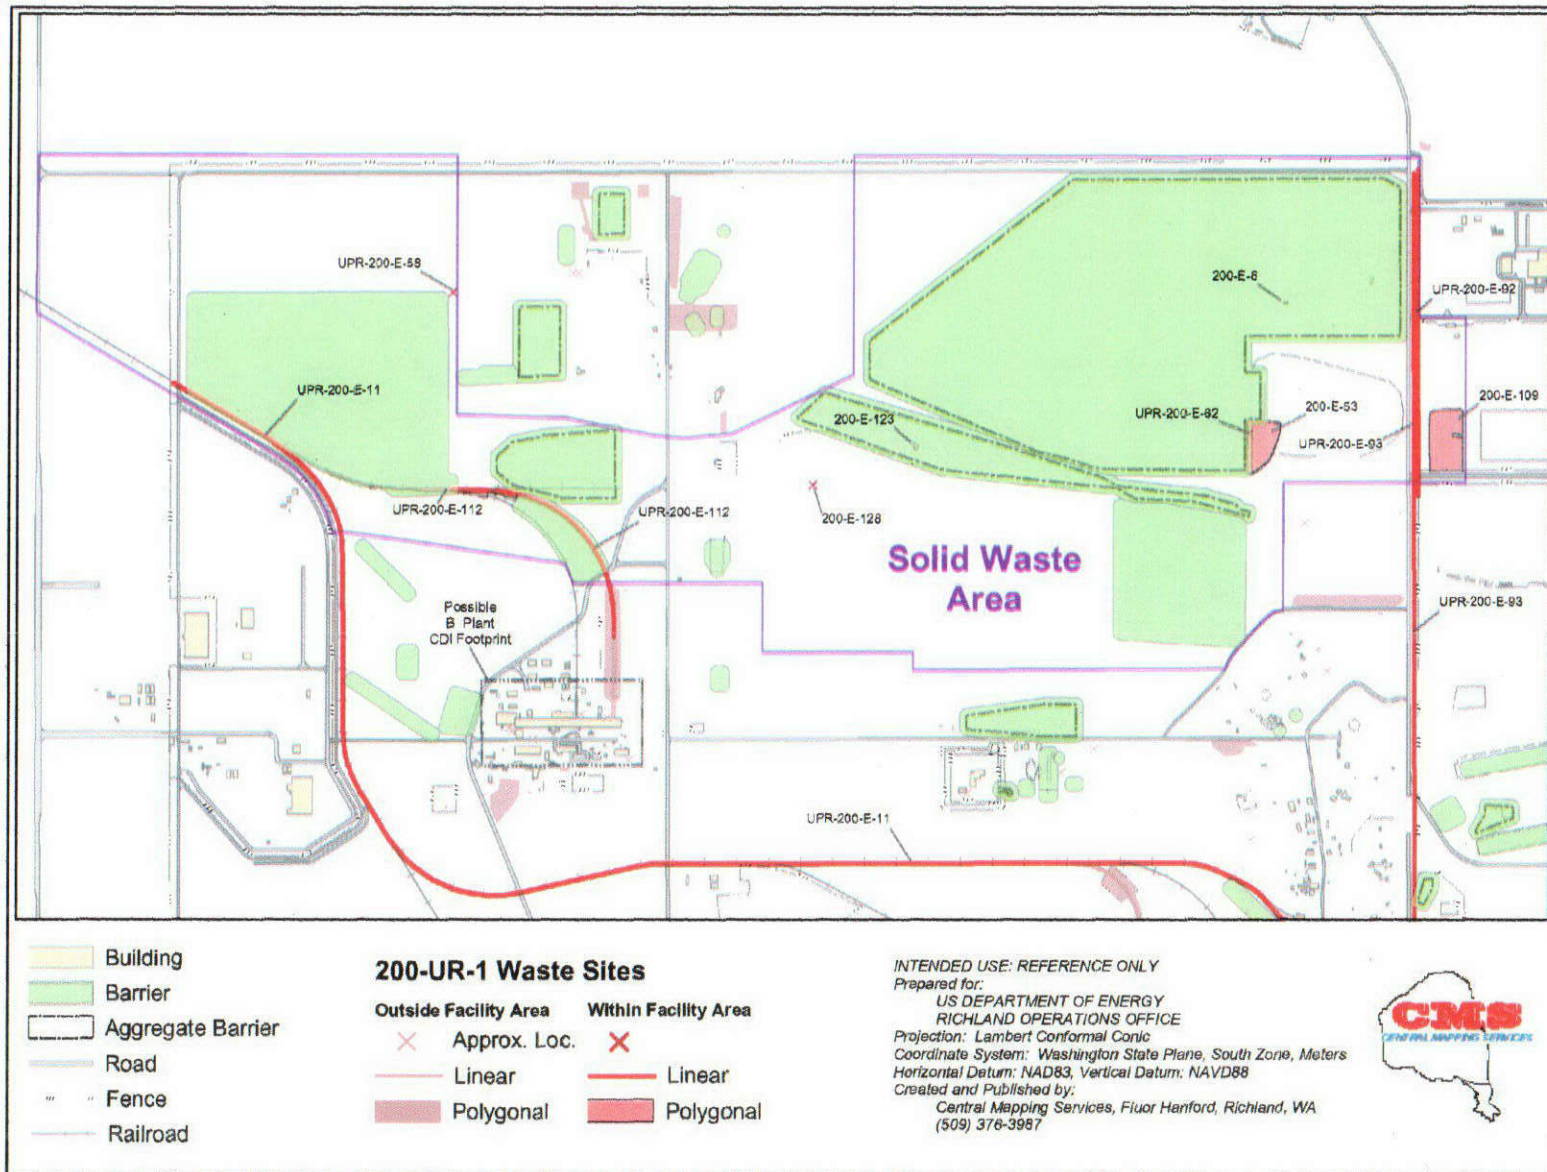 UPR-200-E-58
200-E-6
UPR-200-E-92
UPR-200-E-11
200-E-109
200-E-53
UPR-200-E-82
200-E-123
UPR-200-E-93
UPR-200-E-112
UPR-200-E-112
200-E-128
Solid Waste
Area
Possible
B Plant
CDI Footprint
UPR-200-E-93
UPR-200-E-11
Building
Barrier
Aggregate Barrier
Road
Fence
Railroad
200-UR-1 Waste Sites
Outside Facility Area Within Facility Area
Approx. Loc.
Linear Linear
Polygonal Polygonal
INTENDED USE: REFERENCE ONLY
Prepared for:
US DEPARTMENT OF ENERGY
RICHLAND OPERATIONS OFFICE
Projection: Lambert Conformal Conic
Coordinate System: Washington State Plane, South Zone, Meters
Horizontal Datum: NAD83, Vertical Datum: NAVD88
Created and Published by:
Central Mapping Services, Fluor Hanford, Richland, WA
(509) 376-3987
CMS
CENTRAL MAPPING SERVICES